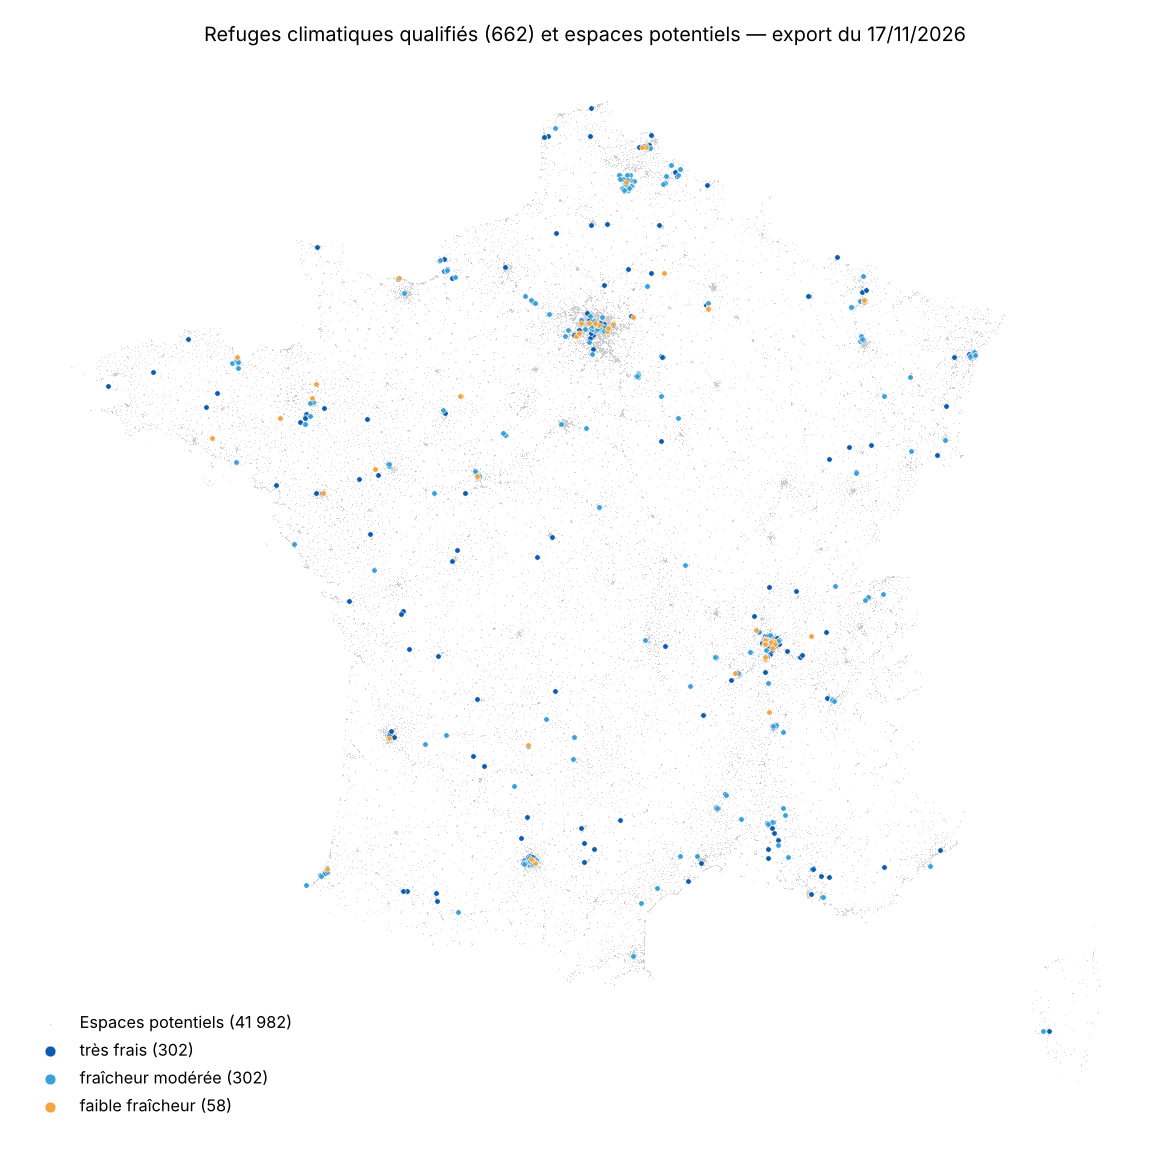 Refuges climatiques qualifiés (662) et espaces potentiels — export du 17/11/2026
Espaces potentiels (41 982)
très frais (302)
fraîcheur modérée (302)
faible fraîcheur (58)